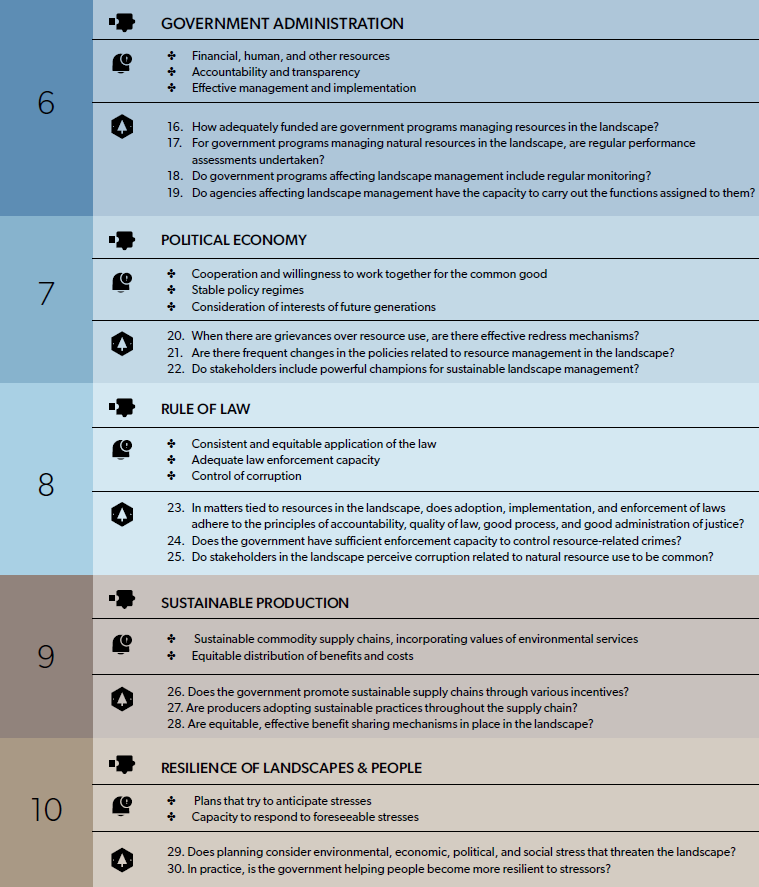 6
GOVERNMENT ADMINISTRATION
✤ Financial, human, and other resources
✤ Accountability and transparency
✤ Effective management and implementation
16. How adequately funded are government programs managing resources in the landscape?
17. For government programs managing natural resources in the landscape, are regular performance
assessments undertaken?
18. Do government programs affecting landscape management include regular monitoring?
19. Do agencies affecting landscape management have the capacity to carry out the functions assigned to them?
7
POLITICAL ECONOMY
✤ Cooperation and willingness to work together for the common good
✤ Stable policy regimes
✤ Consideration of interests of future generations
20. When there are grievances over resource use, are there effective redress mechanisms?
21. Are there frequent changes in the policies related to resource management in the landscape?
22. Do stakeholders include powerful champions for sustainable landscape management?
8
RULE OF LAW
✤ Consistent and equitable application of the law
✤ Adequate law enforcement capacity
✤ Control of corruption
23. In matters tied to resources in the landscape, does adoption, implementation, and enforcement of laws
adhere to the principles of accountability, quality of law, good process, and good administration of justice?
24. Does the government have sufficient enforcement capacity to control resource-related crimes?
25. Do stakeholders in the landscape perceive corruption related to natural resource use to be common?
9
SUSTAINABLE PRODUCTION
✤ Sustainable commodity supply chains, incorporating values of environmental services
✤ Equitable distribution of benefits and costs
26. Does the government promote sustainable supply chains through various incentives?
27. Are producers adopting sustainable practices throughout the supply chain?
28. Are equitable, effective benefit sharing mechanisms in place in the landscape?
10
RESILIENCE OF LANDSCAPES & PEOPLE
✤ Plans that try to anticipate stresses
✤ Capacity to respond to foreseeable stresses
29. Does planning consider environmental, economic, political, and social stress that threaten the landscape?
30. In practice, is the government helping people become more resilient to stressors?